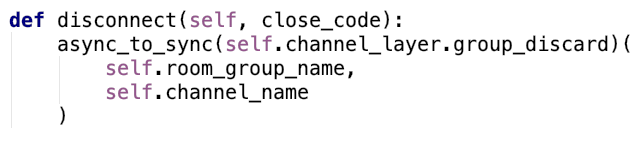 def disconnect(self, close_code):
    async_to_sync(self.channel_layer.group_discard)(
        self.room_group_name,
        self.channel_name
    )